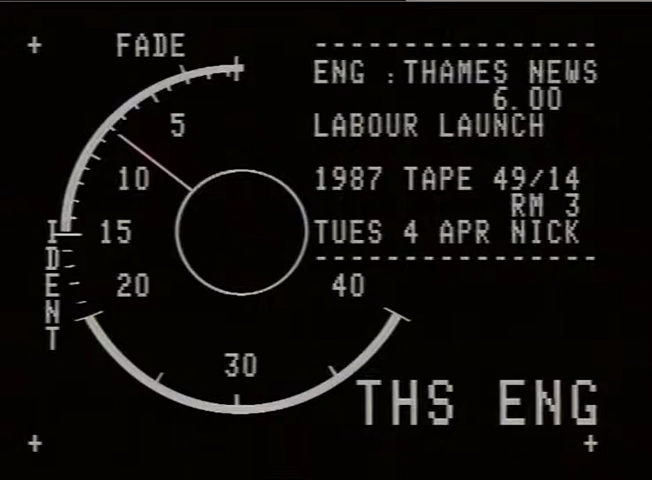 FADE
ENG :THAMES NEWS
6.00
LABOUR LAUNCH
1987 TAPE 49/14
RM 3
TUES 4 APR NICK
5
10
15
20
30
40
IDENT
THS ENG